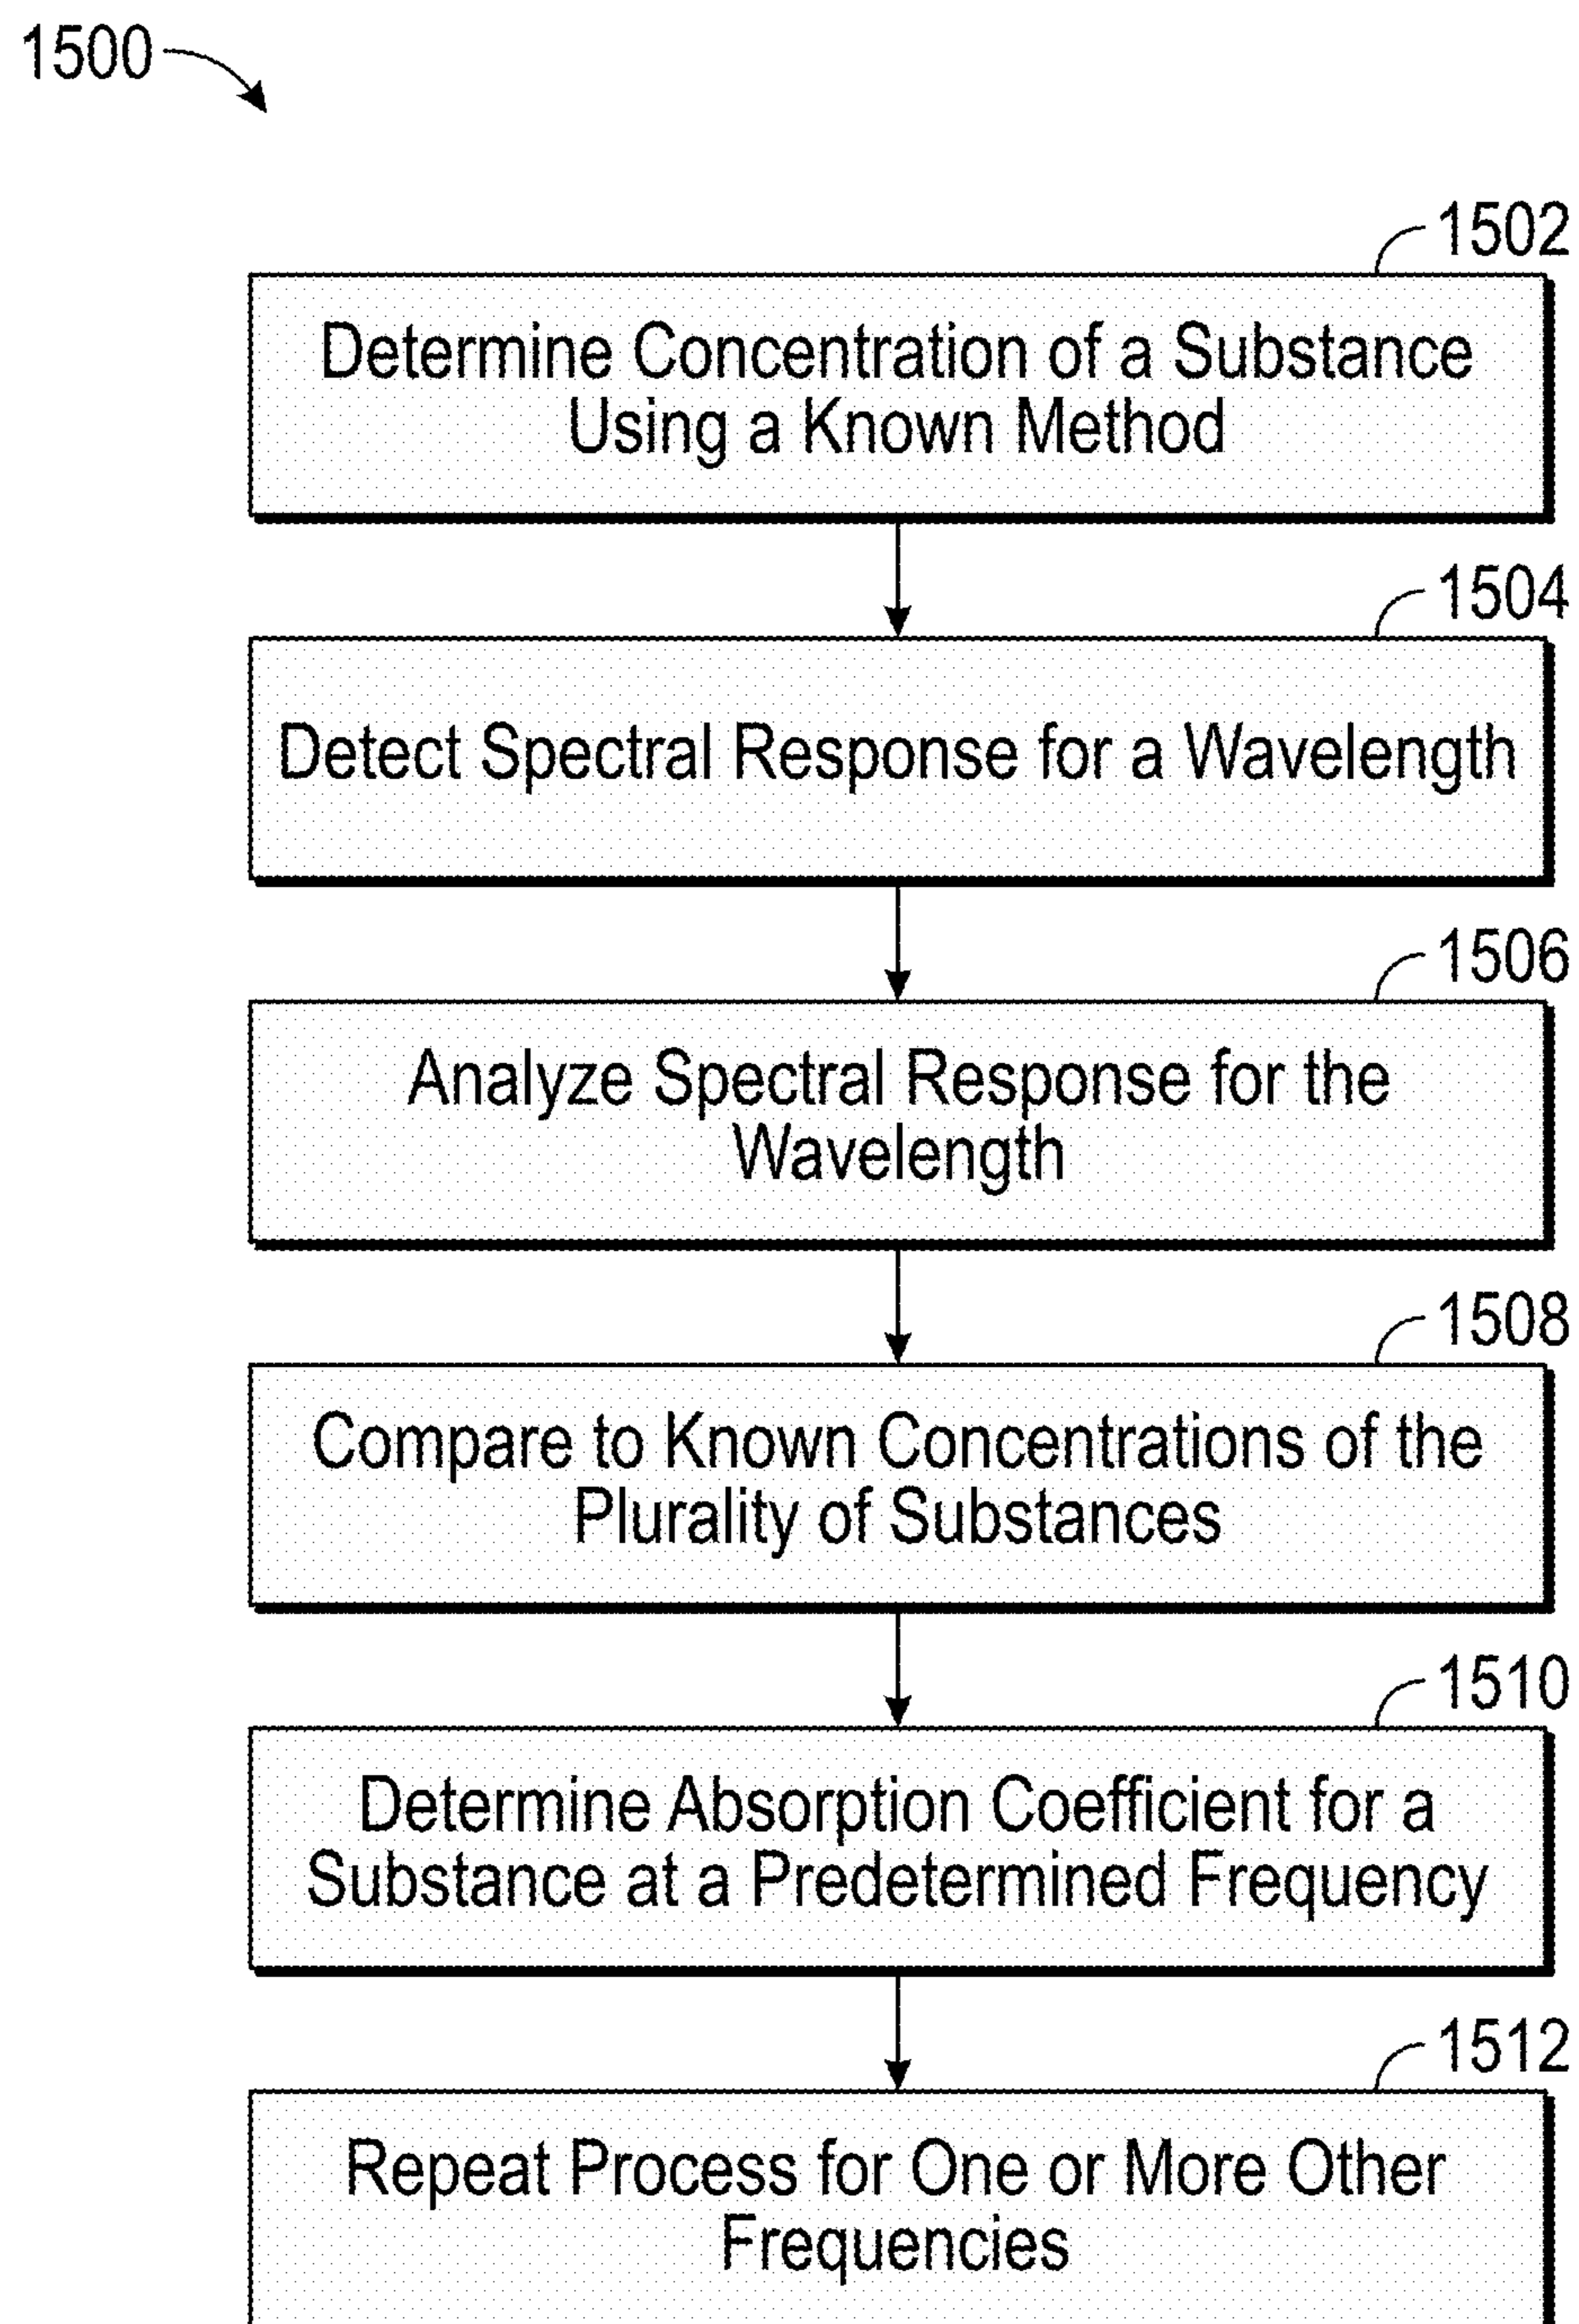 1500
1502
Determine Concentration of a Substance
Using a Known Method
1504
Detect Spectral Response for a Wavelength
1506
Analyze Spectral Response for the
Wavelength
1508
Compare to Known Concentrations of the
Plurality of Substances
1510
Determine Absorption Coefficient for a
Substance at a Predetermined Frequency
1512
Repeat Process for One or More Other
Frequencies